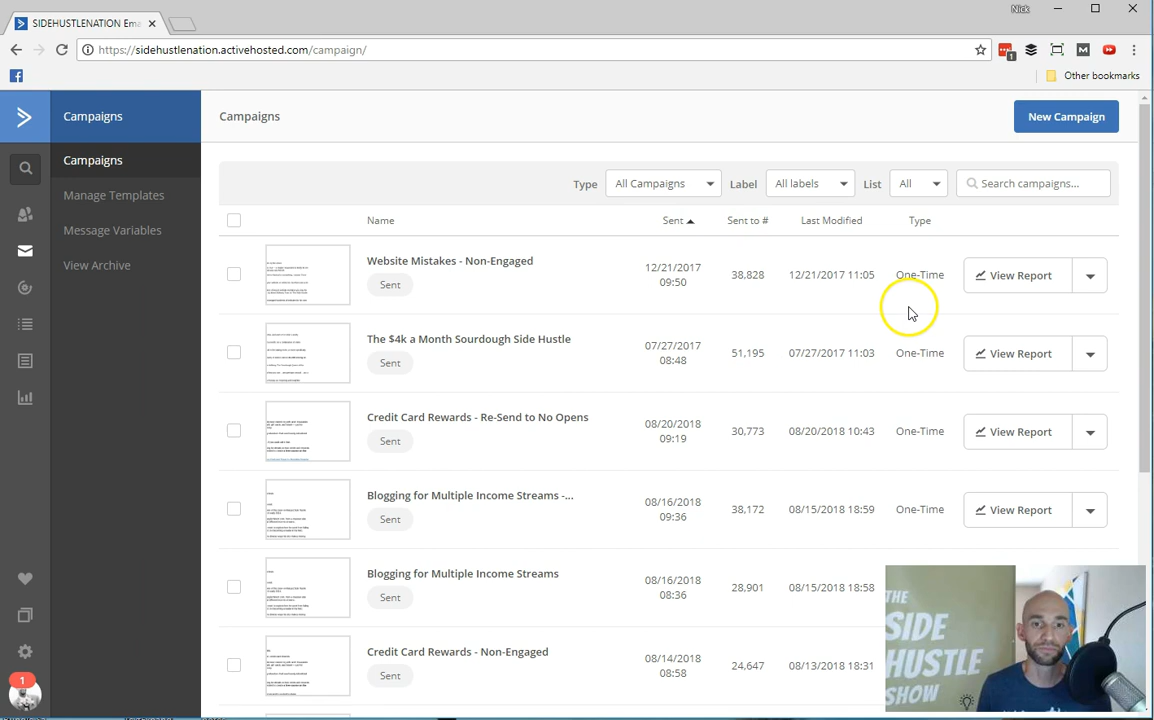 Nick
SIDEHUSTLENATION Ema
https://sidehustlenation.activehosted.com/campaign/
1
M
Other bookmarks
Campaigns
Campaigns
Manage Templates
Message Variables
View Archive
1
Campaigns
New Campaign
Type All Campaigns Label All labels List All Search campaigns...
Name Sent Sent to # Last Modified Type
Website Mistakes - Non-Engaged
Sent
12/21/2017
09:50
38,828
12/21/2017 11:05
One-Time
View Report
The $4k a Month Sourdough Side Hustle
Sent
07/27/2017
08:48
51,195
07/27/2017 11:03
One-Time
View Report
Credit Card Rewards - Re-Send to No Opens
Sent
08/20/2018
09:19
30,773
08/20/2018 10:43
One-Time
View Report
Blogging for Multiple Income Streams -...
Sent
08/16/2018
09:36
38,172
08/15/2018 18:59
One-Time
View Report
Blogging for Multiple Income Streams
Sent
08/16/2018
08:36
28,901
08/15/2018 18:58
Credit Card Rewards - Non-Engaged
Sent
08/14/2018
08:58
24,647
08/13/2018 18:31
THE
SIDE
HUSTLE
SHOW